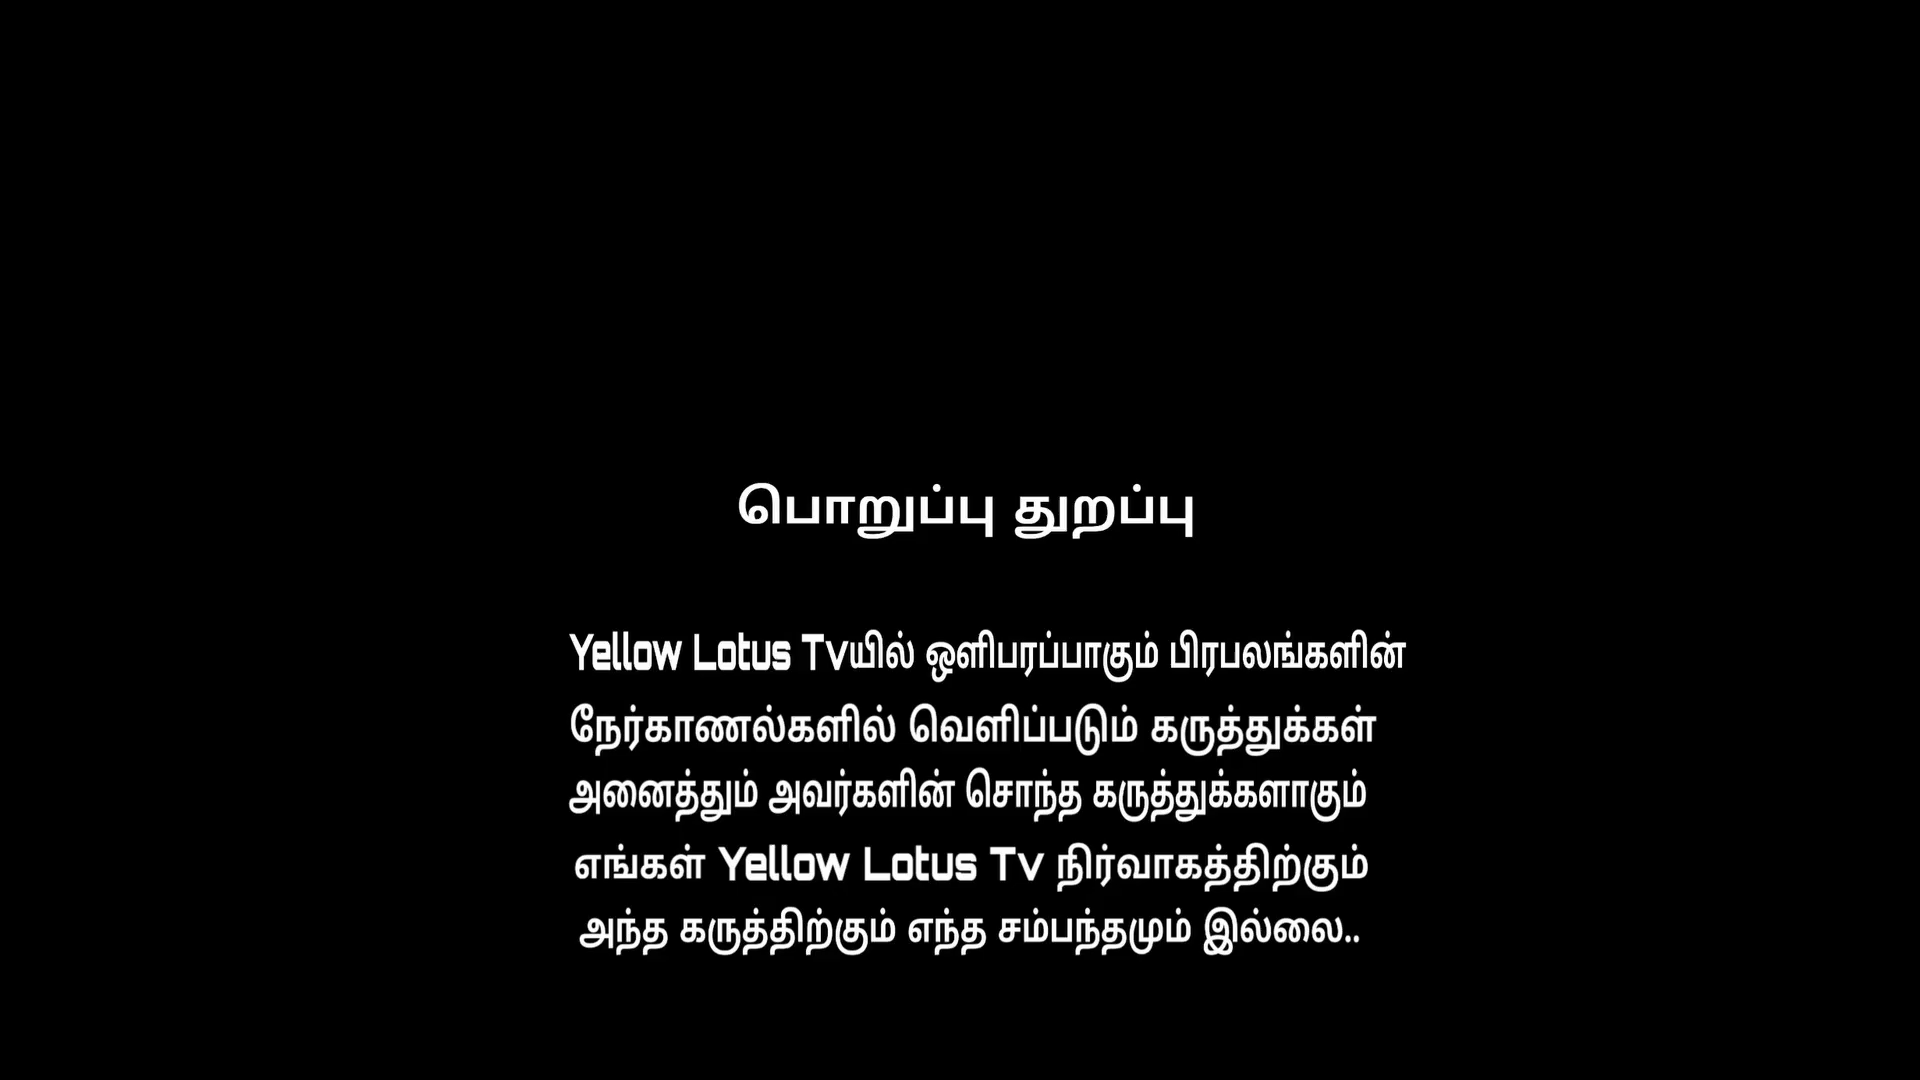 பொறுப்பு துறப்பு
Yellow Lotus Tvயில் ஒளிபரப்பாகும் பிரபலங்களின்
நேர்காணல்களில் வெளிப்படும் கருத்துக்கள்
அனைத்தும் அவர்களின் சொந்த கருத்துக்களாகும்
எங்கள் Yellow Lotus Tv நிர்வாகத்திற்கும்
அந்த கருத்திற்கும் எந்த சம்பந்தமும் இல்லை..